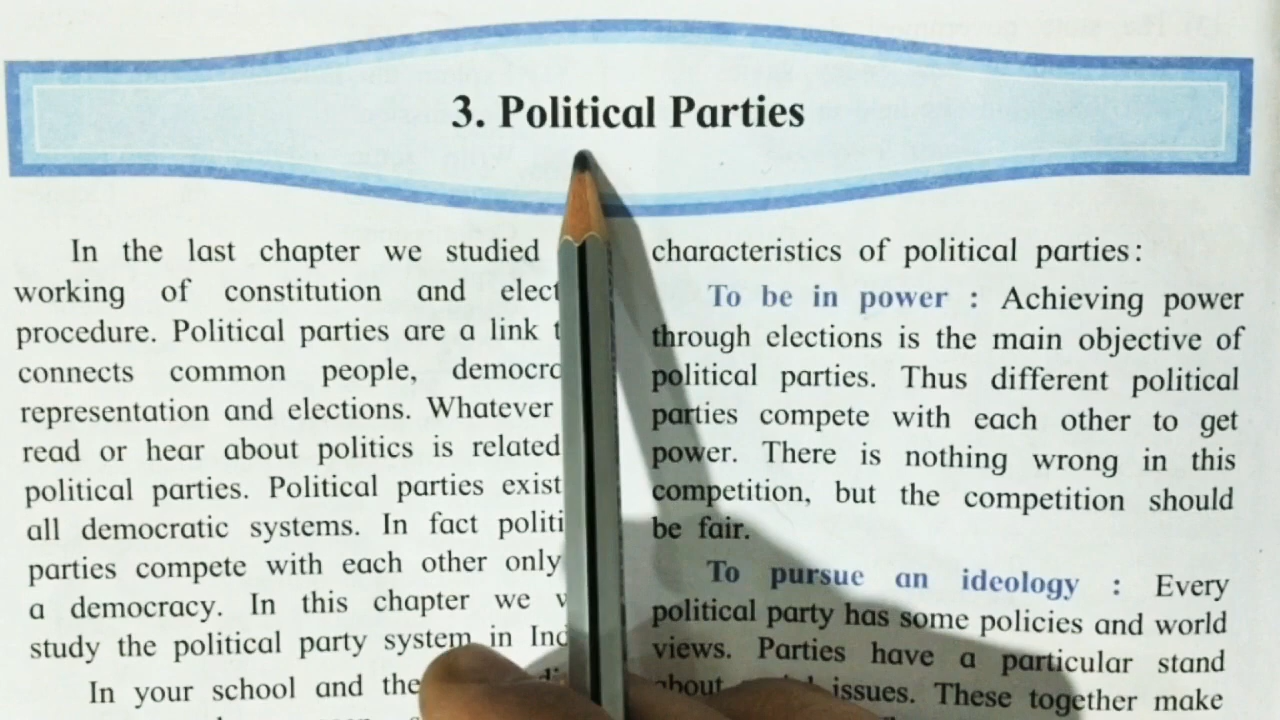 3. Political Parties
In the last chapter we studied
working of constitution and
procedure. Political parties are a link
connects common people,
representation and elections. Whatever
read or hear about politics is related
political parties. Political parties exist
all democratic systems. In fact
parties compete with each other only
a democracy. In this chapter we
study the political party system in
In your school and
characteristics of political parties:
To be in power : Achieving power
through elections is the main objective of
political parties. Thus different political
parties compete with each other to get
power. There is nothing wrong in this
competition, but the competition should
be fair.
To pursue an ideology : Every
political party has some policies and world
views. Parties have a particular stand
about issues. These together make